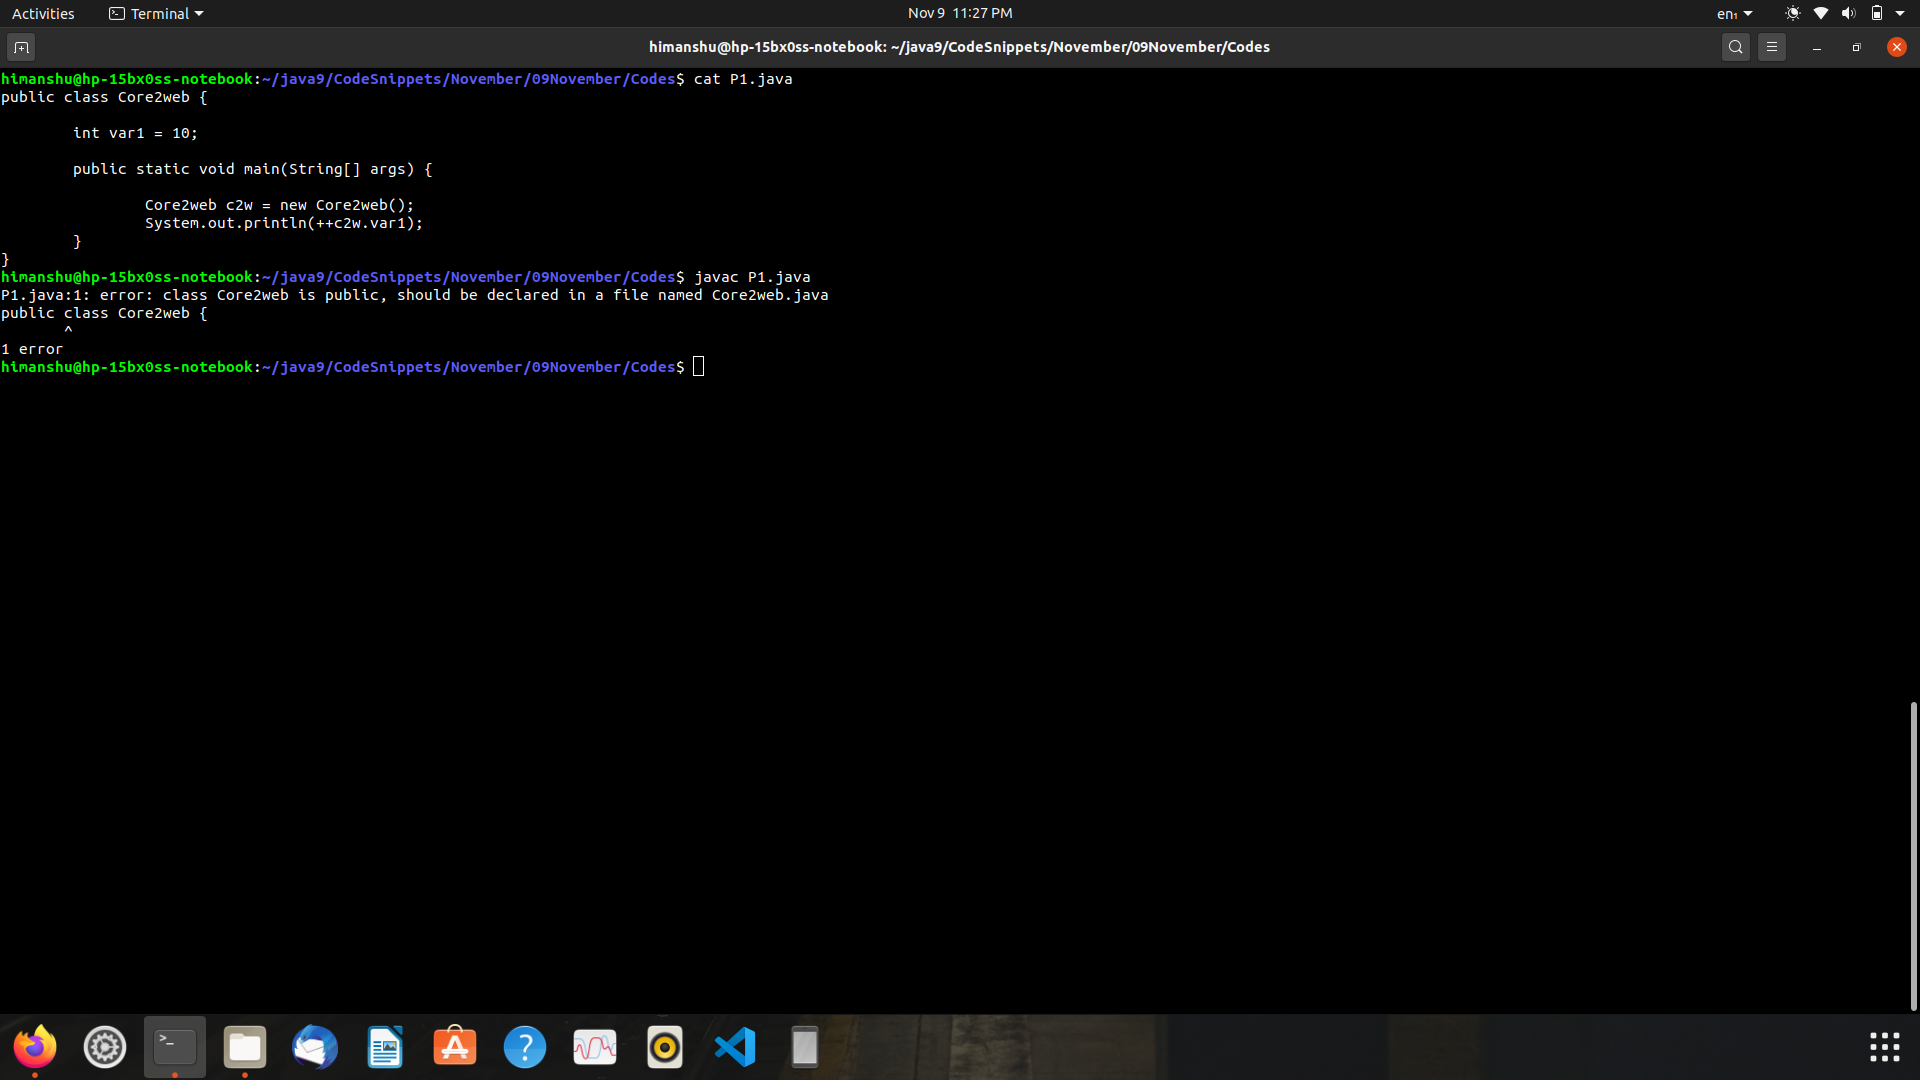 Activities Terminal Nov 9 11:27 PM en₁
himanshu@hp-15bx0ss-notebook: ~/java9/CodeSnippets/November/09November/Codes
himanshu@hp-15bx0ss-notebook:~/java9/CodeSnippets/November/09November/Codes$ cat P1.java
public class Core2web {
int var1 = 10;
public static void main(String[] args) {
Core2web c2w = new Core2web();
System.out.println(++c2w.var1);
}
}
himanshu@hp-15bx0ss-notebook:~/java9/CodeSnippets/November/09November/Codes$ javac P1.java
P1.java:1: error: class Core2web is public, should be declared in a file named Core2web.java
public class Core2web {
^
1 error
himanshu@hp-15bx0ss-notebook:~/java9/CodeSnippets/November/09November/Codes$